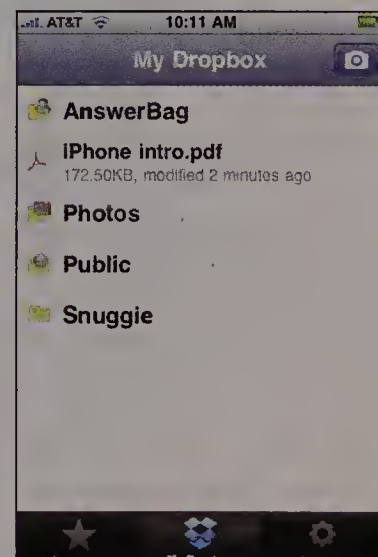 AT&T 10:11 AM
My Dropbox
AnswerBag
iPhone intro.pdf
172.50KB, modified 2 minutes ago
Photos
Public
Snuggie